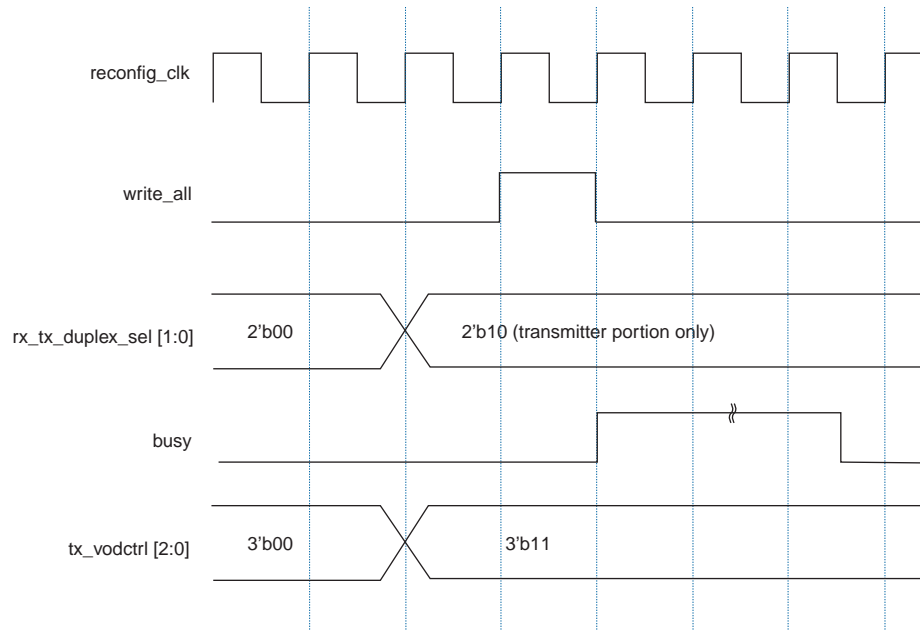 reconfig_clk
write_all
rx_tx_duplex_sel [1:0]
2'b00
2'b10 (transmitter portion only)
busy
tx_vodctrl [2:0]
3'b00
3'b11